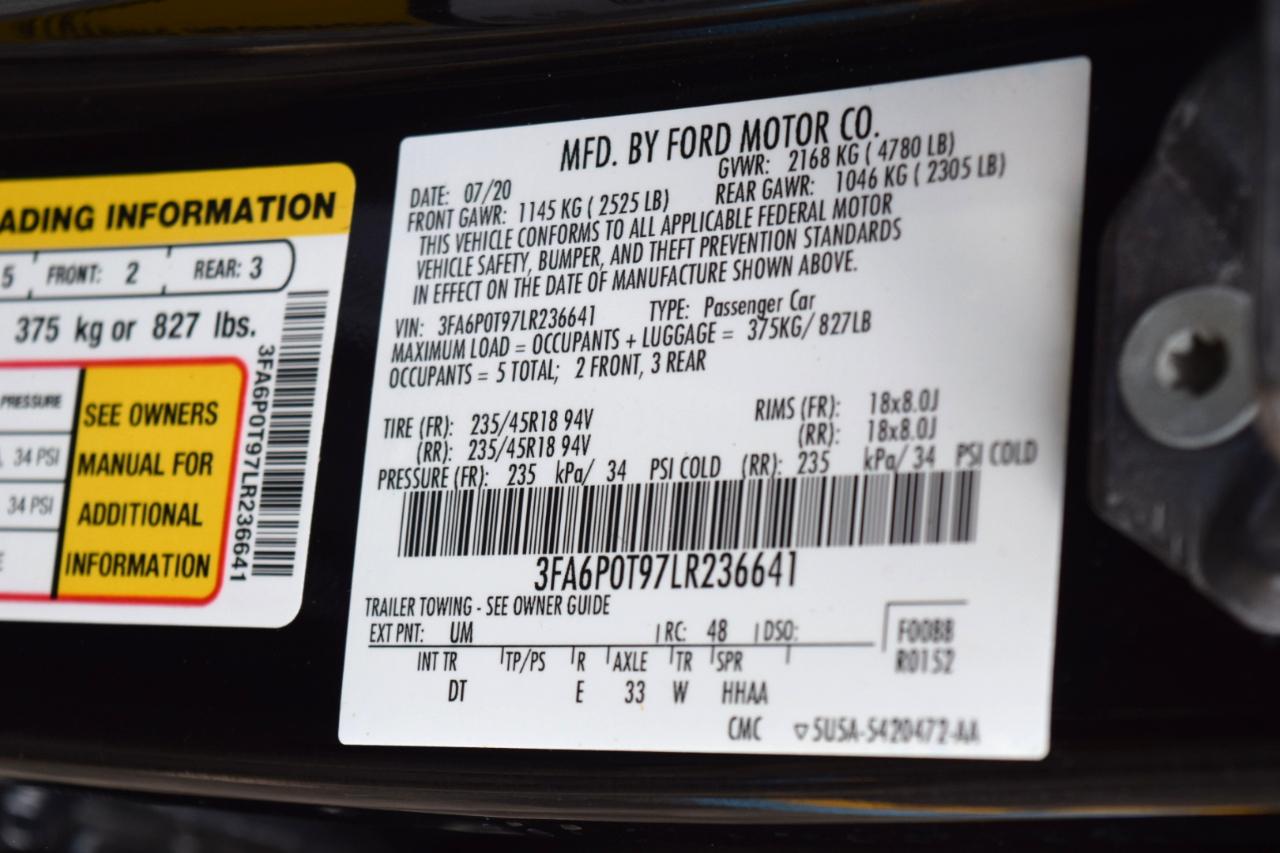 ADING INFORMATION
5 FRONT: 2 REAR: 3
375 kg or 827 lbs.
PRESSURE
34 PSI
34 PSI
SEE OWNERS
MANUAL FOR
ADDITIONAL
INFORMATION
3FA6P0T97LR236641
MFD. BY FORD MOTOR CO.
DATE: 07/20 GVWR: 2168 KG ( 4780 LB)
FRONT GAWR: 1145 KG ( 2525 LB) REAR GAWR: 1046 KG ( 2305 LB)
THIS VEHICLE CONFORMS TO ALL APPLICABLE FEDERAL MOTOR
VEHICLE SAFETY, BUMPER, AND THEFT PREVENTION STANDARDS
IN EFFECT ON THE DATE OF MANUFACTURE SHOWN ABOVE.
VIN: 3FA6P0T97LR236641 TYPE: Passenger Car
MAXIMUM LOAD = OCCUPANTS + LUGGAGE = 375KG/ 827LB
OCCUPANTS = 5 TOTAL; 2 FRONT, 3 REAR
TIRE (FR): 235/45R18 94V RIMS (FR): 18x8.0J
(RR): 235/45R18 94V (RR): 18x8.0J
PRESSURE (FR): 235 kPa/ 34 PSI COLD (RR): 235 kPa/ 34 PSI COLD
3FA6P0T97LR236641
TRAILER TOWING - SEE OWNER GUIDE
EXT PNT: UM RC: 48 DSO: F0088
INT TR TP/PS R AXLE TR SPR R0152
DT E 33 W HHAA
CMC ▽5U5A-5420472-AA